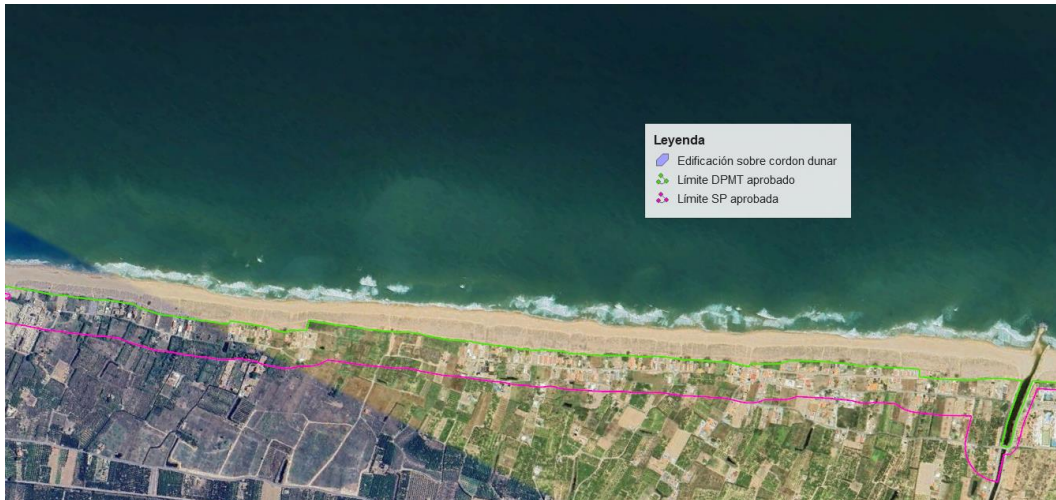 Leyenda
Edificación sobre cordon dunar
Límite DPMT aprobado
Límite SP aprobada